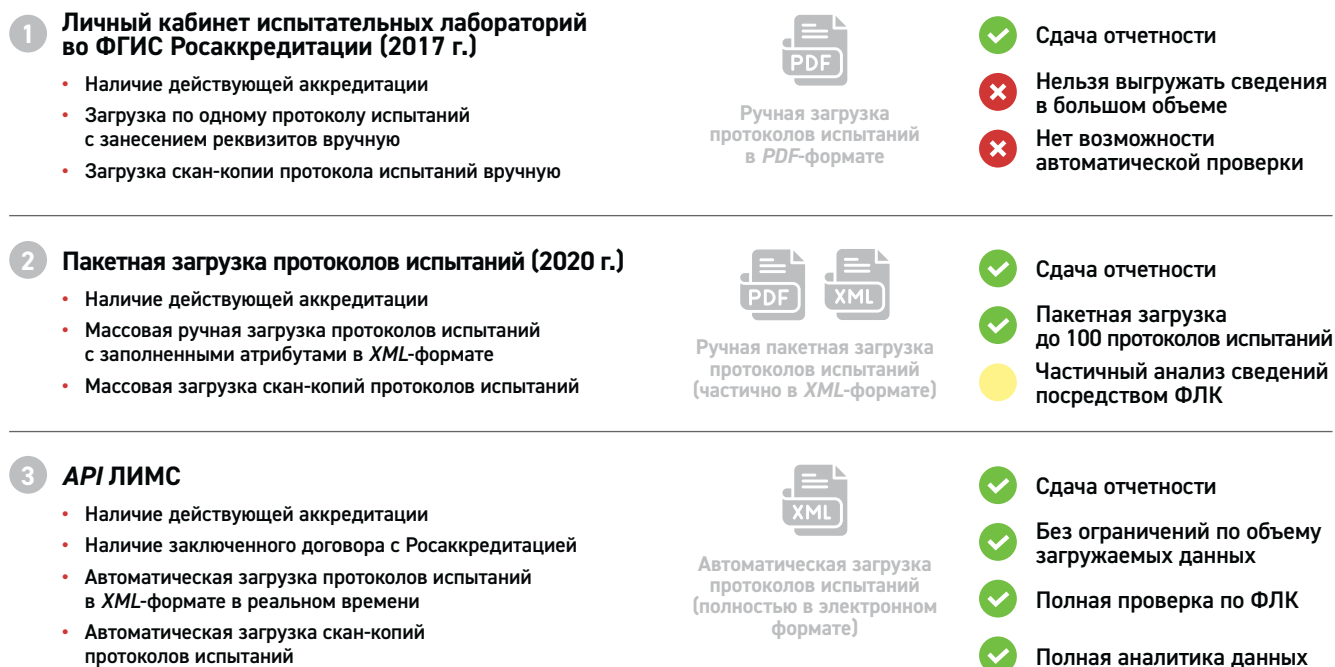 1
Личный кабинет испытательных лабораторий
во ФГИС Росаккредитации (2017 г.)
• Наличие действующей аккредитации
• Загрузка по одному протоколу испытаний
с занесением реквизитов вручную
• Загрузка скан-копии протокола испытаний вручную
PDF
Ручная загрузка
протоколов испытаний
в PDF-формате
Сдача отчетности
Нельзя выгружать сведения
в большом объеме
Нет возможности
автоматической проверки
2
Пакетная загрузка протоколов испытаний (2020 г.)
• Наличие действующей аккредитации
• Массовая ручная загрузка протоколов испытаний
с заполненными атрибутами в XML-формате
• Массовая загрузка скан-копий протоколов испытаний
PDF
XML
Ручная пакетная загрузка
протоколов испытаний
(частично в XML-формате)
Сдача отчетности
Пакетная загрузка
до 100 протоколов испытаний
Частичный анализ сведений
посредством ФЛК
3
API ЛИМС
• Наличие действующей аккредитации
• Наличие заключенного договора с Росаккредитацией
• Автоматическая загрузка протоколов испытаний
в XML-формате в реальном времени
• Автоматическая загрузка скан-копий
протоколов испытаний
XML
Автоматическая загрузка
протоколов испытаний
(полностью в электронном
формате)
Сдача отчетности
Без ограничений по объему
загружаемых данных
Полная проверка по ФЛК
Полная аналитика данных